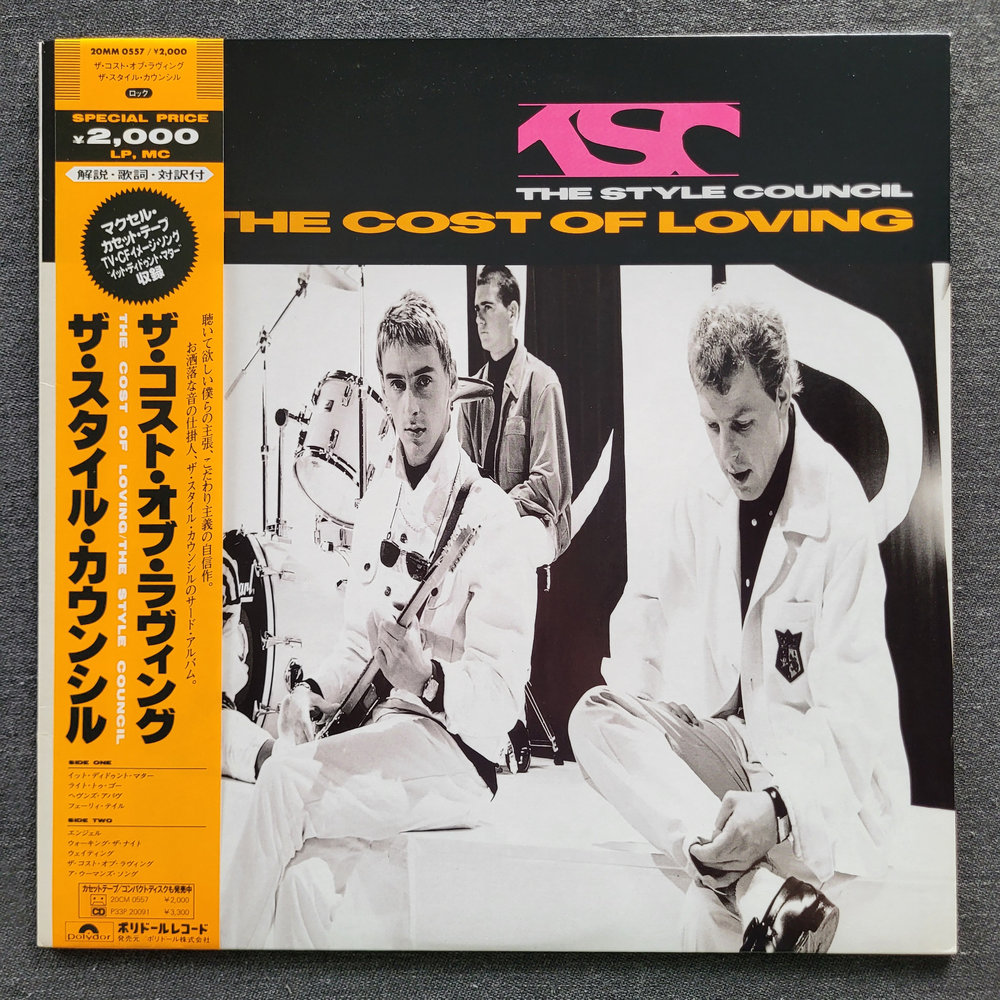 20MM 0557 / ¥2,000
ザ・コスト・オブ・ラヴィング
ザ・スタイル・カウンシル
ロック
SPECIAL PRICE
¥2,000
LP, MC
解説・歌詞・対訳付
マクセル・
カセット・テープ
TV・CFイメージ・ソング
“イット・ディドゥント・マター”
収録
聴いて欲しい僕らの主張、こだわり主義の自信作。
お洒落な音の仕掛人、ザ・スタイル・カウンシルのサード・アルバム。
ザ・コスト・オブ・ラヴィング
THE COST OF LOVING/THE STYLE COUNCIL
ザ・スタイル・カウンシル
SIDE ONE
イット・ディドゥント・マター
ライト・トゥ・ゴー
ヘヴンズ・アバヴ
フェーリィ・テイル
SIDE TWO
エンジェル
ウォーキング・ザ・ナイト
ウェイティング
ザ・コスト・オブ・ラヴィング
ア・ウーマンズ・ソング
カセットテープ/コンパクトディスクも発売中
20CM 0557 ¥2,000
CD P33P 20091 ¥3,300
polydor
ポリドールレコード
発売元 ポリドール株式会社
TSC
THE STYLE COUNCIL
THE COST OF LOVING